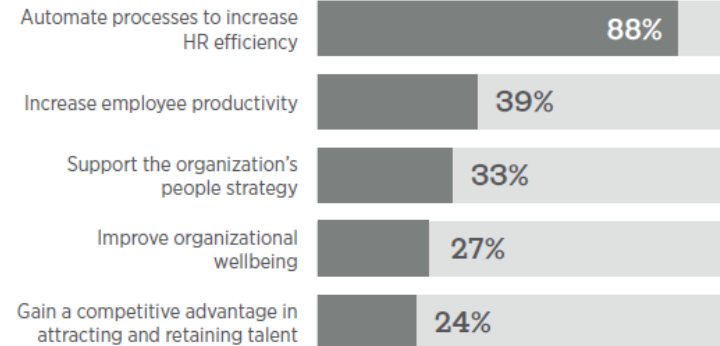 Automate processes to increase
HR efficiency
88%
Increase employee productivity
39%
Support the organization's
people strategy
33%
Improve organizational
wellbeing
27%
Gain a competitive advantage in
attracting and retaining talent
24%